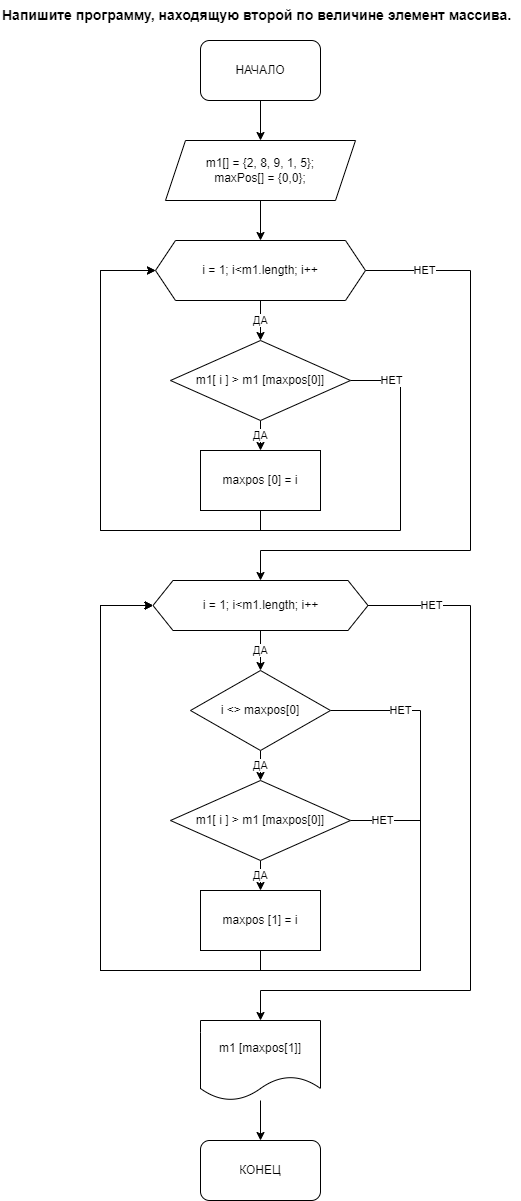 Напишите программу, находящую второй по величине элемент массива.
НАЧАЛО
m1[] = {2, 8, 9, 1, 5};
maxPos[] = {0,0};
i = 1; i<m1.length; i++
НЕТ
ДА
m1[ i ] > m1 [maxpos[0]]
НЕТ
ДА
maxpos [0] = i
i = 1; i<m1.length; i++
НЕТ
ДА
i <> maxpos[0]
НЕТ
ДА
m1[ i ] > m1 [maxpos[0]]
НЕТ
ДА
maxpos [1] = i
m1 [maxpos[1]]
КОНЕЦ